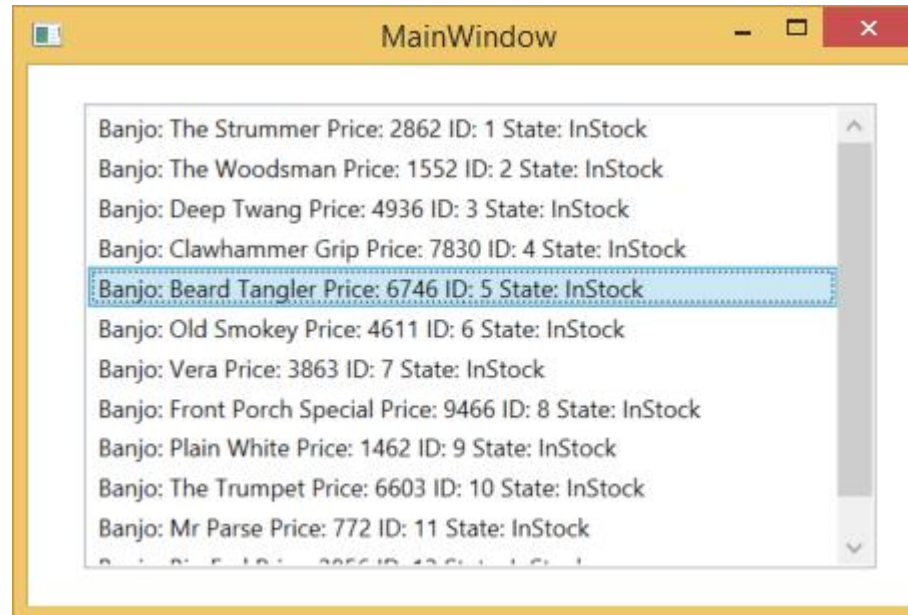 MainWindow
Banjo: The Strummer Price: 2862 ID: 1 State: InStock
Banjo: The Woodsman Price: 1552 ID: 2 State: InStock
Banjo: Deep Twang Price: 4936 ID: 3 State: InStock
Banjo: Clawhammer Grip Price: 7830 ID: 4 State: InStock
Banjo: Beard Tangler Price: 6746 ID: 5 State: InStock
Banjo: Old Smokey Price: 4611 ID: 6 State: InStock
Banjo: Vera Price: 3863 ID: 7 State: InStock
Banjo: Front Porch Special Price: 9466 ID: 8 State: InStock
Banjo: Plain White Price: 1462 ID: 9 State: InStock
Banjo: The Trumpet Price: 6603 ID: 10 State: InStock
Banjo: Mr Parse Price: 772 ID: 11 State: InStock